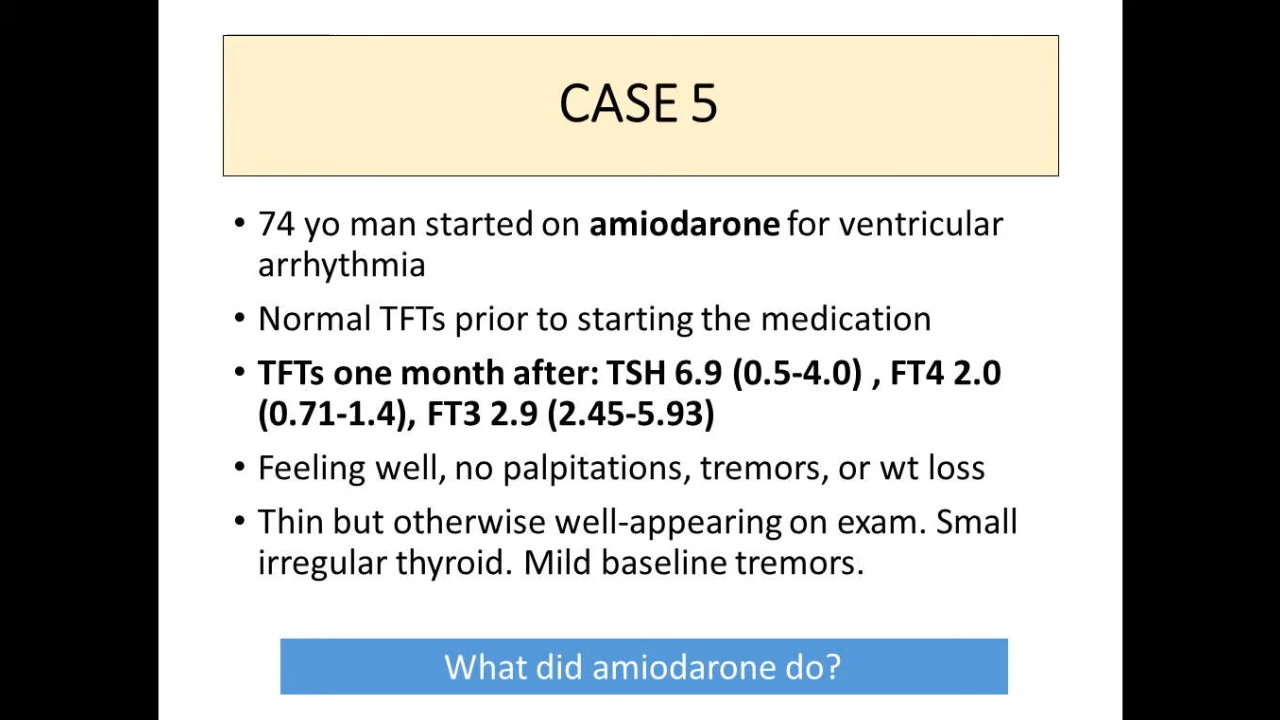 CASE 5
• 74 yo man started on amiodarone for ventricular
arrhythmia
• Normal TFTs prior to starting the medication
• TFTs one month after: TSH 6.9 (0.5-4.0) , FT4 2.0
(0.71-1.4), FT3 2.9 (2.45-5.93)
• Feeling well, no palpitations, tremors, or wt loss
• Thin but otherwise well-appearing on exam. Small
irregular thyroid. Mild baseline tremors.
What did amiodarone do?